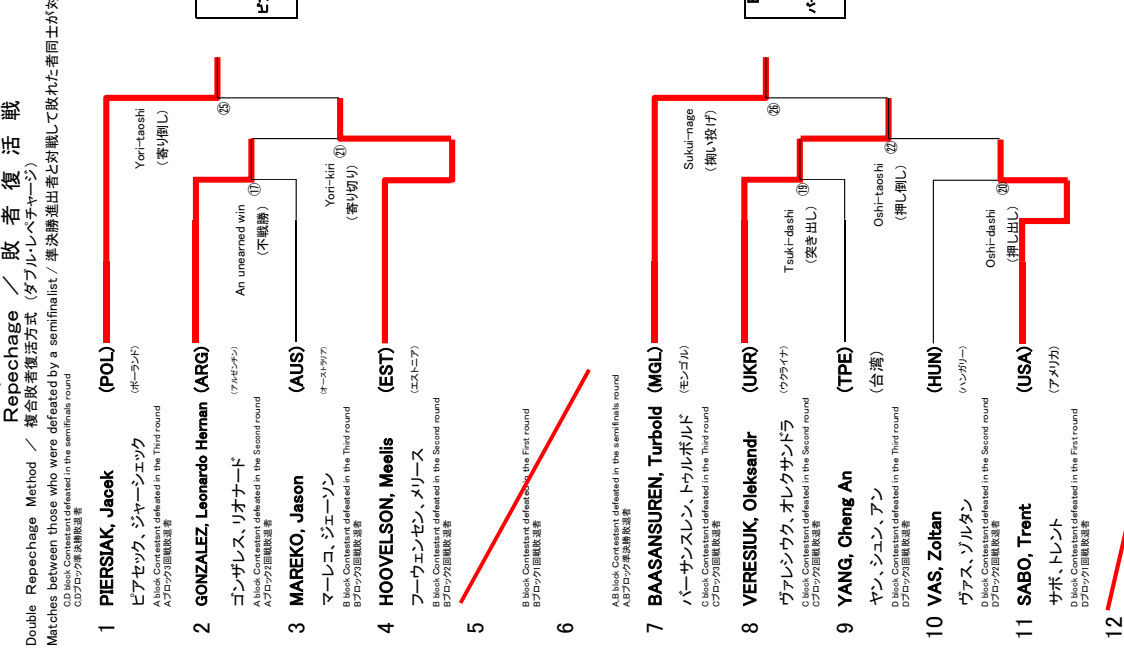 Repechage ／ 敗 者 復 活 戦
Double Repechage Method ／ 複合敗者復活方式 （ダブル・レペチャージ）
Matches between those who were defeated by a semifinalist / 準決勝進出者と対戦して敗れた者同士が対
C,D block Contestsnt defeated in the semifinals round
C,Dブロック準決勝敗退者
1 PIERSIAK, Jacek (POL)
ピアセック、ジャーシェック (ポーランド)
A block Contestsnt defeated in the Third round
Aブロック3回戦敗退者
2 GONZALEZ, Leonardo Hernan (ARG)
ゴンザレス、リオナード (アルゼンチン)
A block Contestsnt defeated in the Second round
Aブロック2回戦敗退者
3 MAREKO, Jason (AUS)
マーレコ、ジェーソン (オーストラリア)
B block Contestsnt defeated in the Third round
Bブロック3回戦敗退者
4 HOOVELSON, Meelis (EST)
フーヴェンセン、メリース (エストニア)
B block Contestsnt defeated in the Second round
Bブロック2回戦敗退者
5
B block Contestsnt defeated in the First round
Bブロック1回戦敗退者
6
Yori-taoshi
（寄り倒し）
㉕
An unearned win
（不戦勝）
⑰
Yori-kiri
（寄り切り）
㉑
A,B block Contestsnt defeated in the semifinals round
A,Bブロック準決勝敗退者
7 BAASANSUREN, Turbold (MGL)
バーサンスレン、トゥルボルド (モンゴル)
C block Contestsnt defeated in the Third round
Cブロック3回戦敗退者
8 VERESIUK, Oleksandr (UKR)
ヴァレシウク、オレクサンドラ (ウクライナ)
C block Contestsnt defeated in the Second round
Cブロック2回戦敗退者
9 YANG, Cheng An (TPE)
ヤン、シュン、アン (台湾)
D block Contestsnt defeated in the Third round
Dブロック3回戦敗退者
10 VAS, Zoltan (HUN)
ヴァス、ゾルタン (ハンガリー)
D block Contestsnt defeated in the Second round
Dブロック2回戦敗退者
11 SABO, Trent (USA)
サボ、トレント (アメリカ)
D block Contestsnt defeated in the First round
Dブロック1回戦敗退者
12
Sukui-nage
（掬い投げ）
㉖
Tsuki-dashi
（突き出し）
⑲
Oshi-taoshi
（押し倒し）
㉒
Oshi-dashi
（押し出し）
⑳